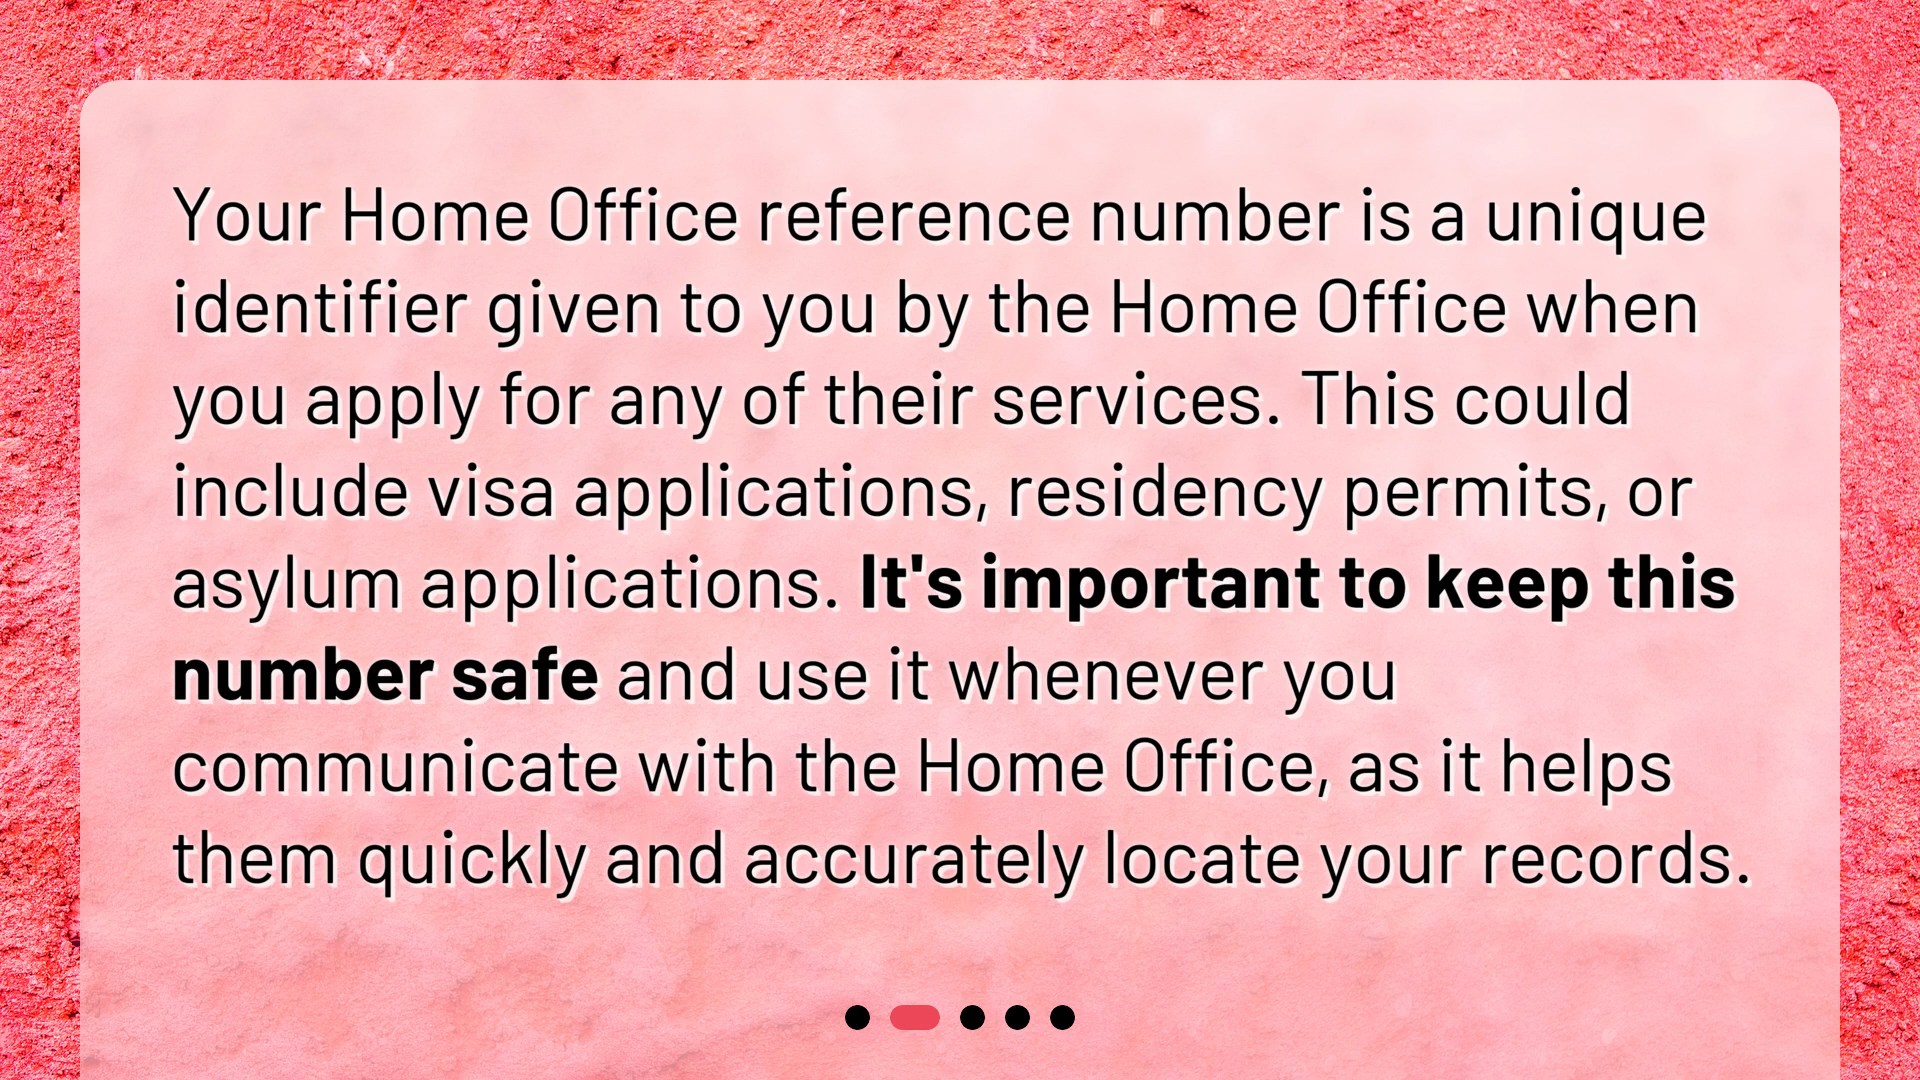 Your Home Office reference number is a unique
identifier given to you by the Home Office when
you apply for any of their services. This could
include visa applications, residency permits, or
asylum applications. It's important to keep this
number safe and use it whenever you
communicate with the Home Office, as it helps
them quickly and accurately locate your records.